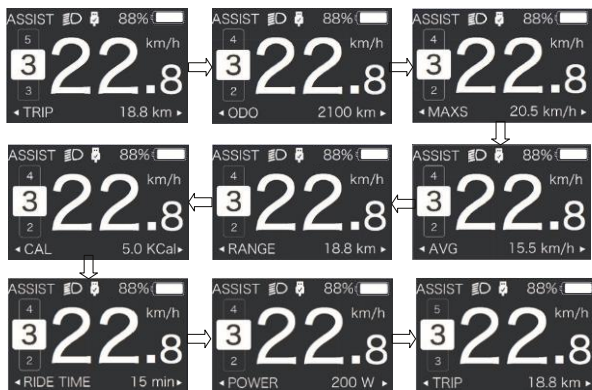 ASSIST 88%
5
km/h
3 22.8
3
TRIP 18.8 km
ASSIST 88%
4
km/h
3 22.8
2
ODO 2100 km
ASSIST 88%
4
km/h
3 22.8
2
MAXS 20.5 km/h
ASSIST 88%
4
km/h
3 22.8
2
CAL 5.0 KCal
ASSIST 88%
4
km/h
3 22.8
2
RANGE 18.8 km
ASSIST 88%
4
km/h
3 22.8
2
AVG 15.5 km/h
ASSIST 88%
4
km/h
3 22.8
2
RIDE TIME 15 min
ASSIST 88%
4
km/h
3 22.8
2
POWER 200 W
ASSIST 88%
5
km/h
3 22.8
3
TRIP 18.8 km